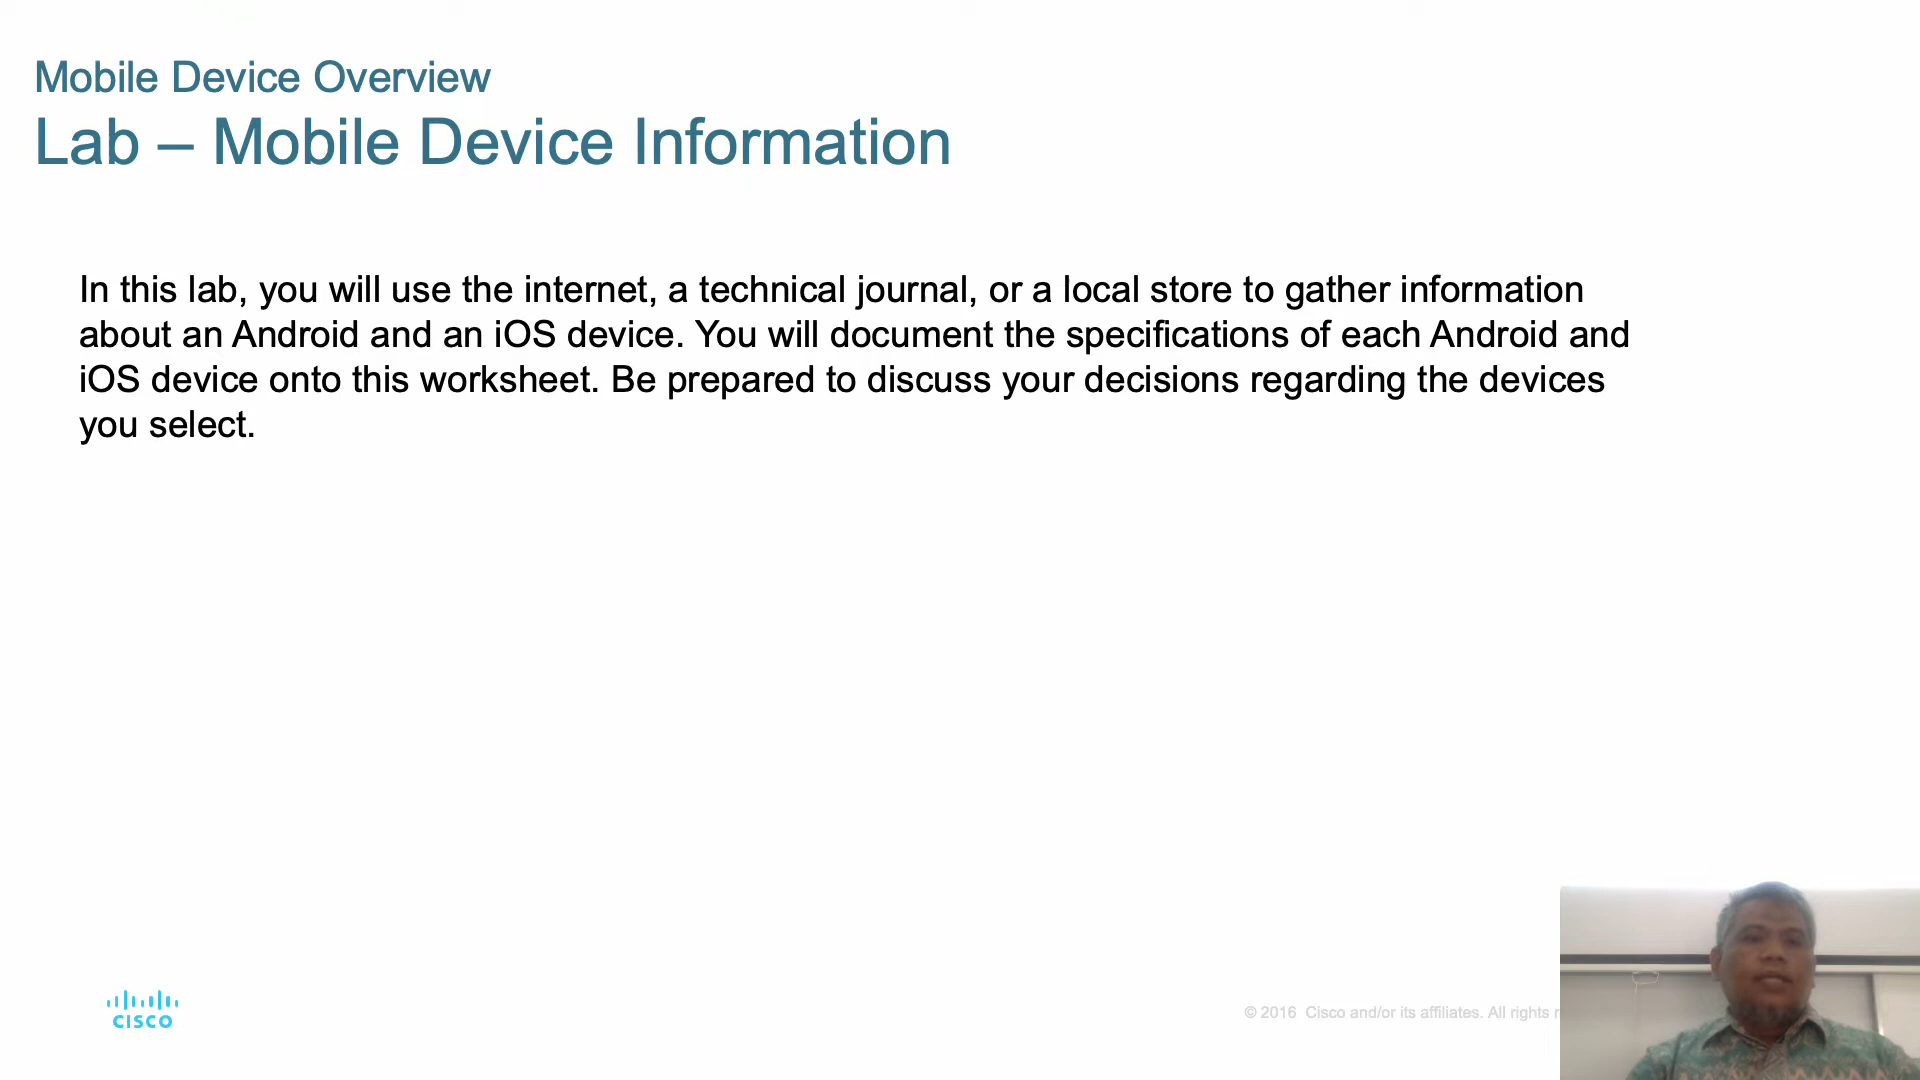 Mobile Device Overview
Lab – Mobile Device Information
In this lab, you will use the internet, a technical journal, or a local store to gather information
about an Android and an iOS device. You will document the specifications of each Android and
iOS device onto this worksheet. Be prepared to discuss your decisions regarding the devices
you select.
CISCO
© 2016 Cisco and/or its affiliates. All rights